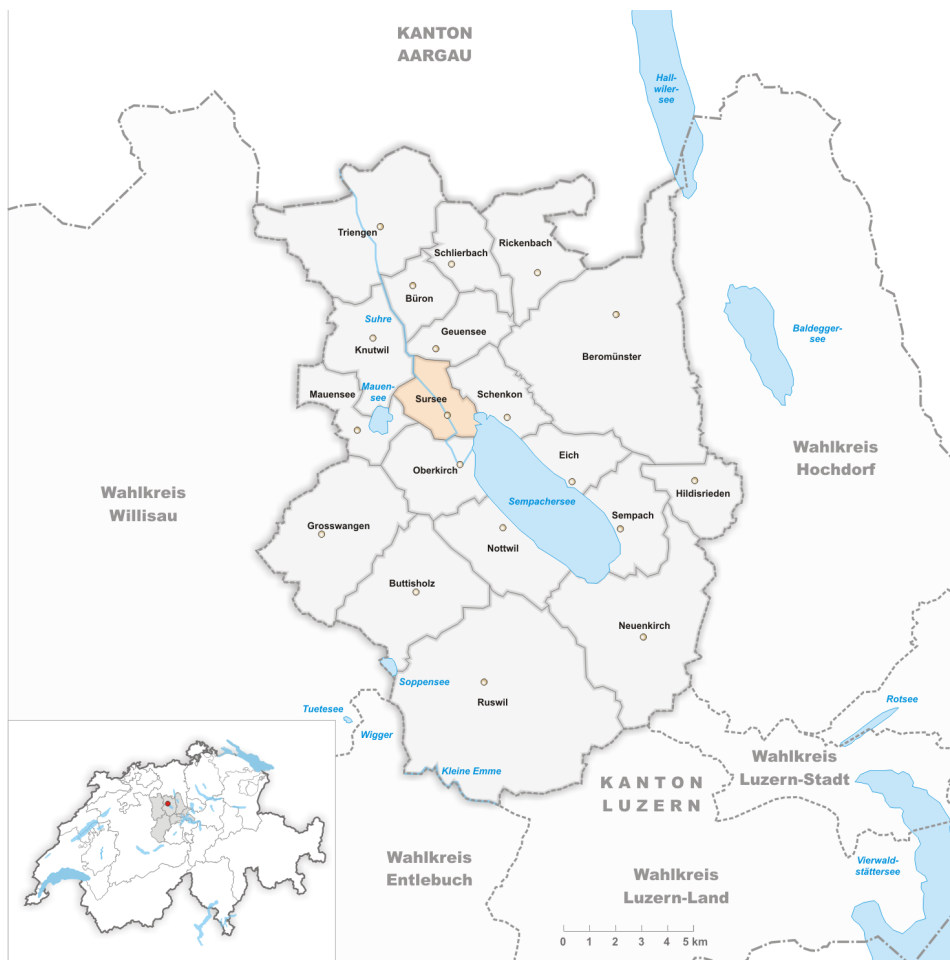 KANTON
AARGAU
Hall-
wiler-
see
Triengen
Schlierbach
Rickenbach
Büron
Suhre
Geuensee
Knutwil
Beromünster
Baldegger-
see
Mauensee
Mauen-
see
Sursee
Schenkon
Wahlkreis
Hochdorf
Oberkirch
Eich
Wahlkreis
Willisau
Sempachersee
Hildisrieden
Grosswangen
Sempach
Nottwil
Buttisholz
Neuenkirch
Soppensee
Ruswil
Tuetesee
Wigger
Rotsee
Kleine Emme
KANTON
LUZERN
Wahlkreis
Luzern-Stadt
Wahlkreis
Entlebuch
Wahlkreis
Luzern-Land
Vierwald-
stättersee
0 1 2 3 4 5 km